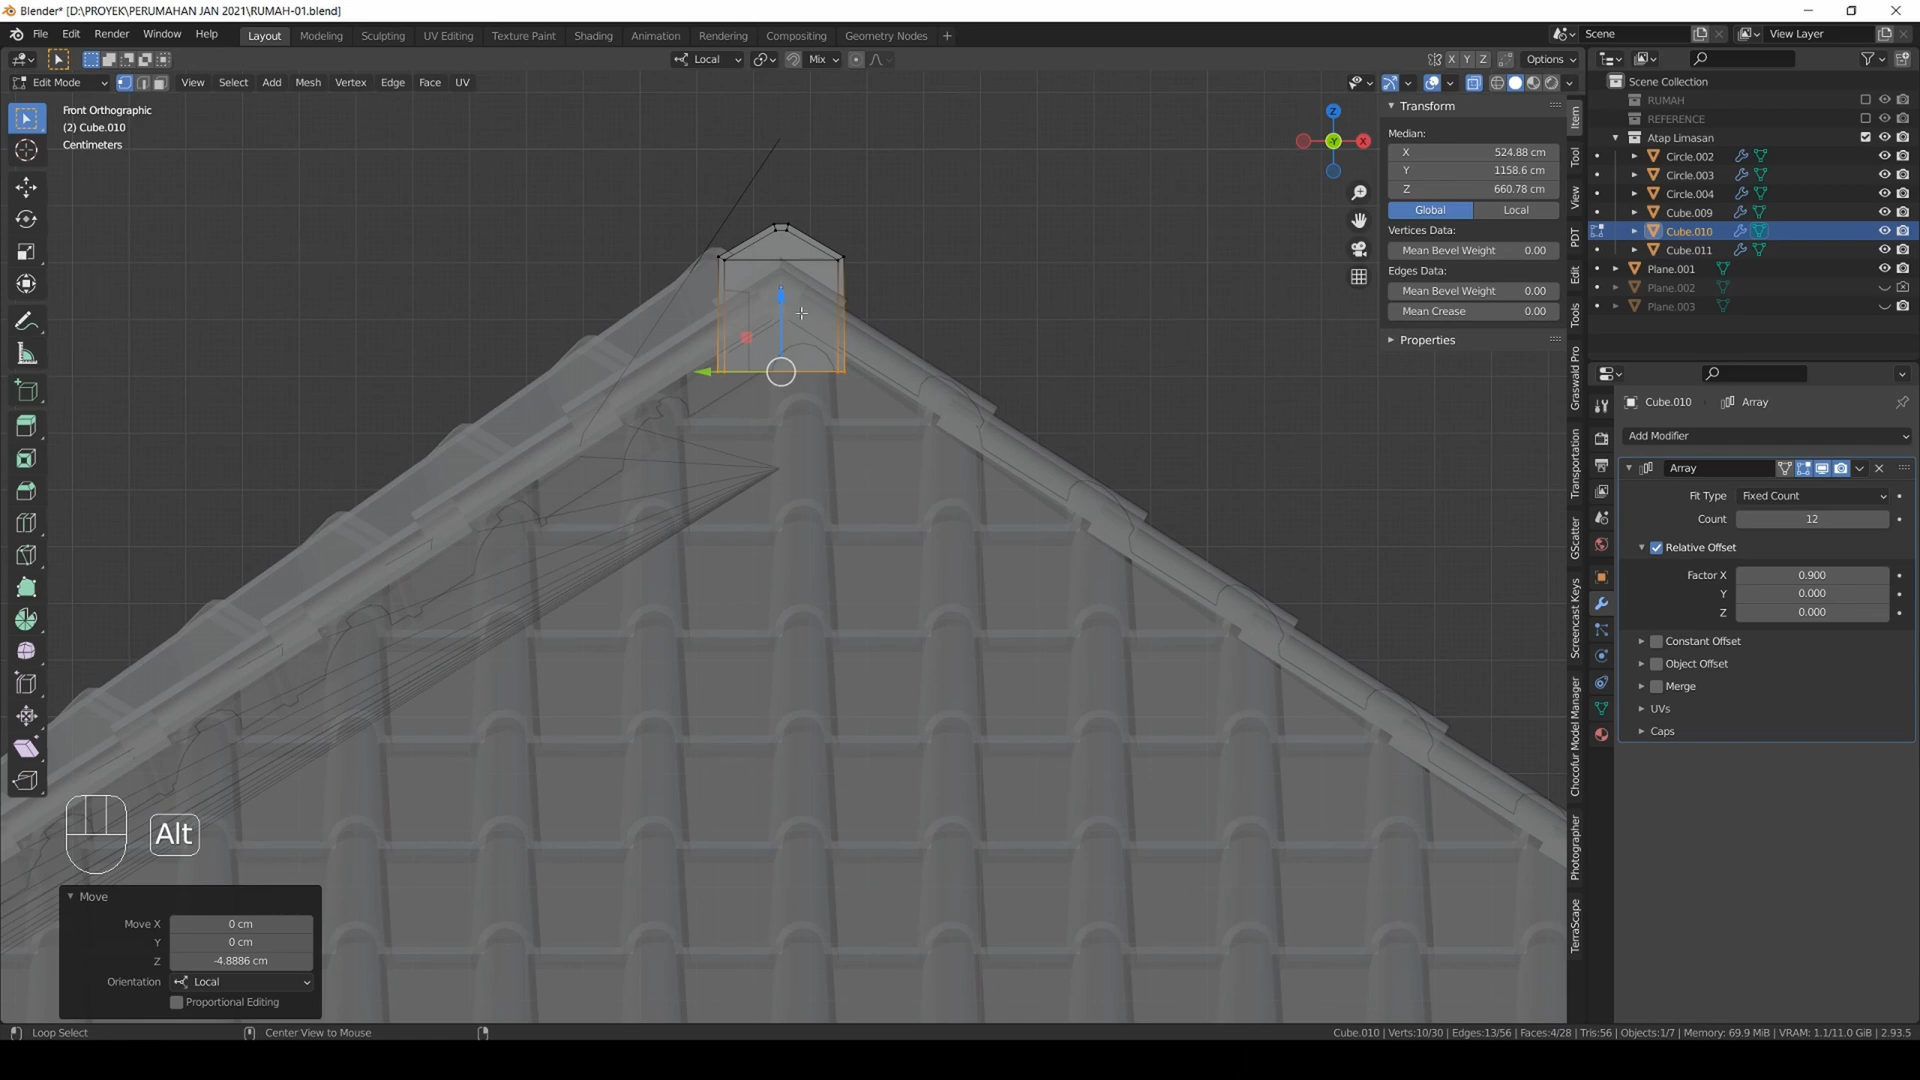 Blender* [D:\PROYEK\PERUMAHAN JAN 2021\RUMAH-01.blend]
File Edit Render Window Help Layout Modeling Sculpting UV Editing Texture Paint Shading Animation Rendering Compositing Geometry Nodes +
Scene View Layer
Local Mix X Y Z Options
Edit Mode View Select Add Mesh Vertex Edge Face UV
Front Orthographic
(2) Cube.010
Centimeters
Z
Y
X
Transform
Median:
X 524.88 cm
Y 1158.6 cm
Z 660.78 cm
Global Local
Vertices Data:
Mean Bevel Weight 0.00
Edges Data:
Mean Bevel Weight 0.00
Mean Crease 0.00
Properties
Item
Tool
View
PDT
Edit
Tools
Graswald Pro
Transportation
GScatter
Screencast Keys
Chocofur Model Manager
Photographer
TerraScape
Scene Collection
RUMAH
REFERENCE
Atap Limasan
Circle.002
Circle.003
Circle.004
Cube.009
Cube.010
Cube.011
Plane.001
Plane.002
Plane.003
Cube.010 Array
Add Modifier
Array
Fit Type Fixed Count
Count 12
Relative Offset
Factor X 0.900
Y 0.000
Z 0.000
Constant Offset
Object Offset
Merge
UVs
Caps
Alt
Move
Move X 0 cm
Y 0 cm
Z -4.8886 cm
Orientation Local
Proportional Editing
Loop Select Center View to Mouse
Cube.010 | Verts:10/30 | Edges:13/56 | Faces:4/28 | Tris:56 | Objects:1/7 | Memory: 69.9 MiB | VRAM: 1.1/11.0 GiB | 2.93.5